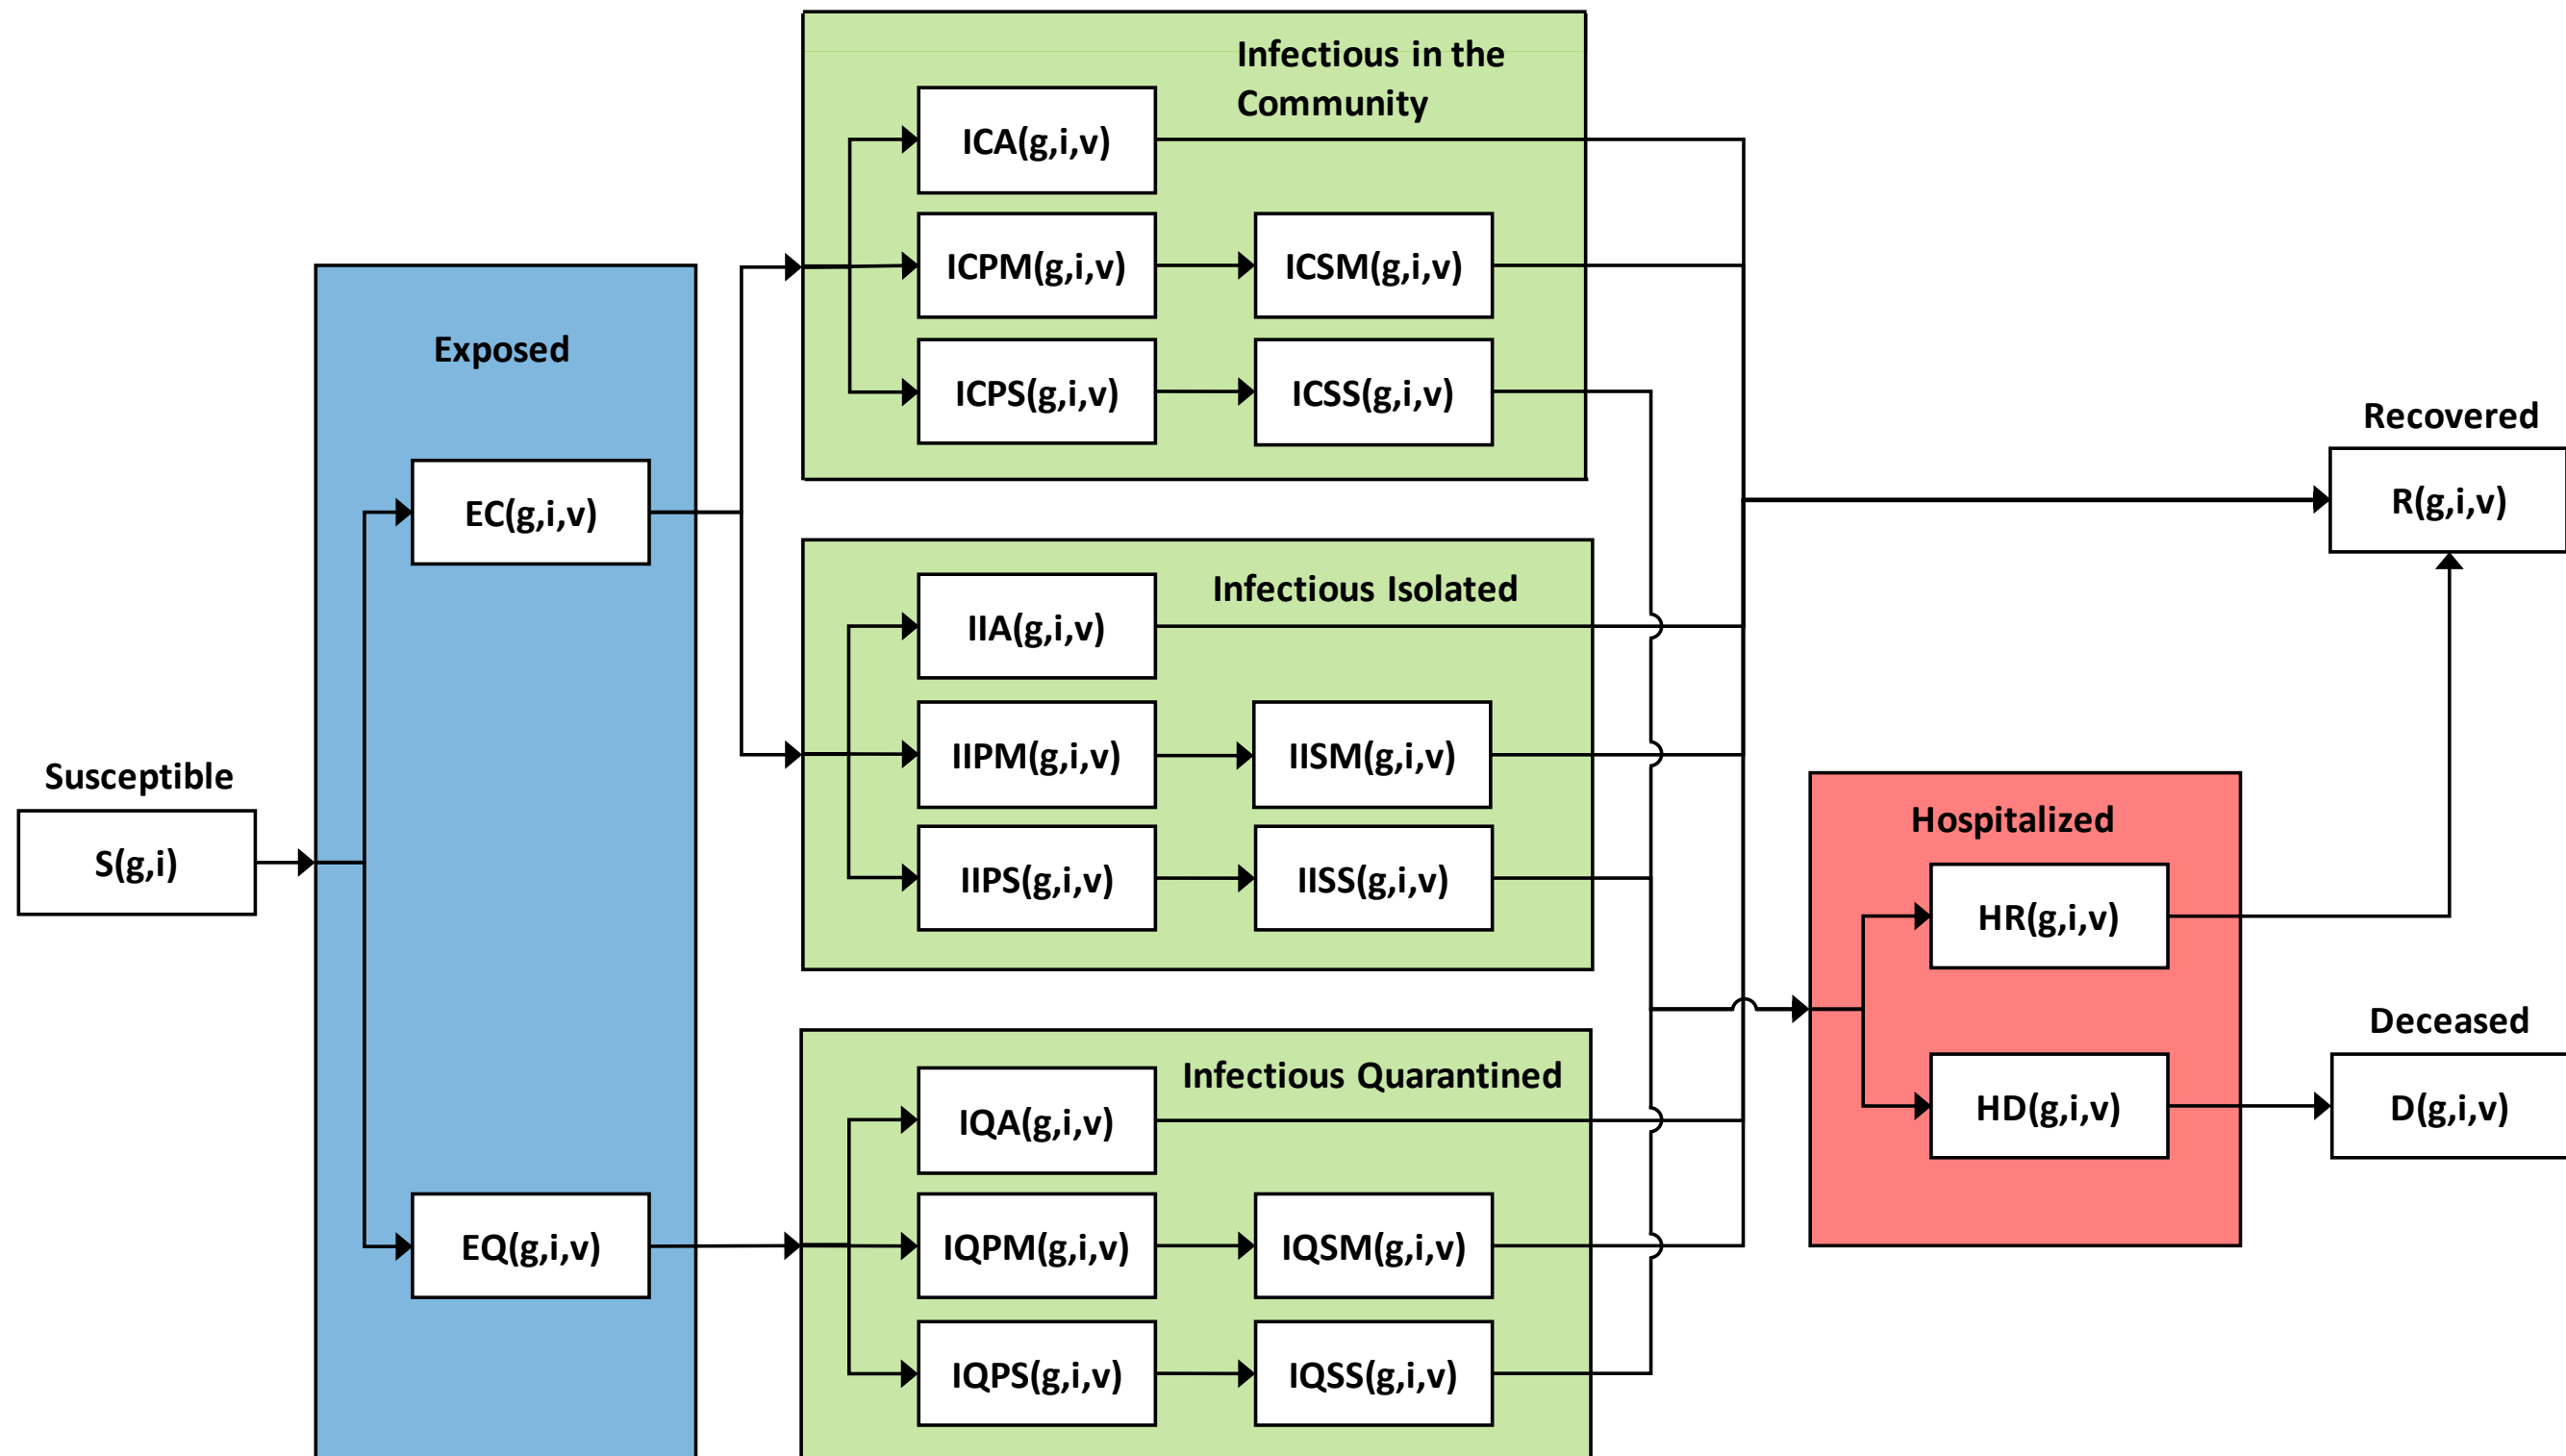 Susceptible
S(g,i)
Exposed
EC(g,i,v)
EQ(g,i,v)
Infectious in the
Community
ICA(g,i,v)
ICPM(g,i,v)
ICSM(g,i,v)
ICPS(g,i,v)
ICSS(g,i,v)
Infectious Isolated
IIA(g,i,v)
IIPM(g,i,v)
IISM(g,i,v)
IIPS(g,i,v)
IISS(g,i,v)
Infectious Quarantined
IQA(g,i,v)
IQPM(g,i,v)
IQSM(g,i,v)
IQPS(g,i,v)
IQSS(g,i,v)
Hospitalized
HR(g,i,v)
HD(g,i,v)
Recovered
R(g,i,v)
Deceased
D(g,i,v)